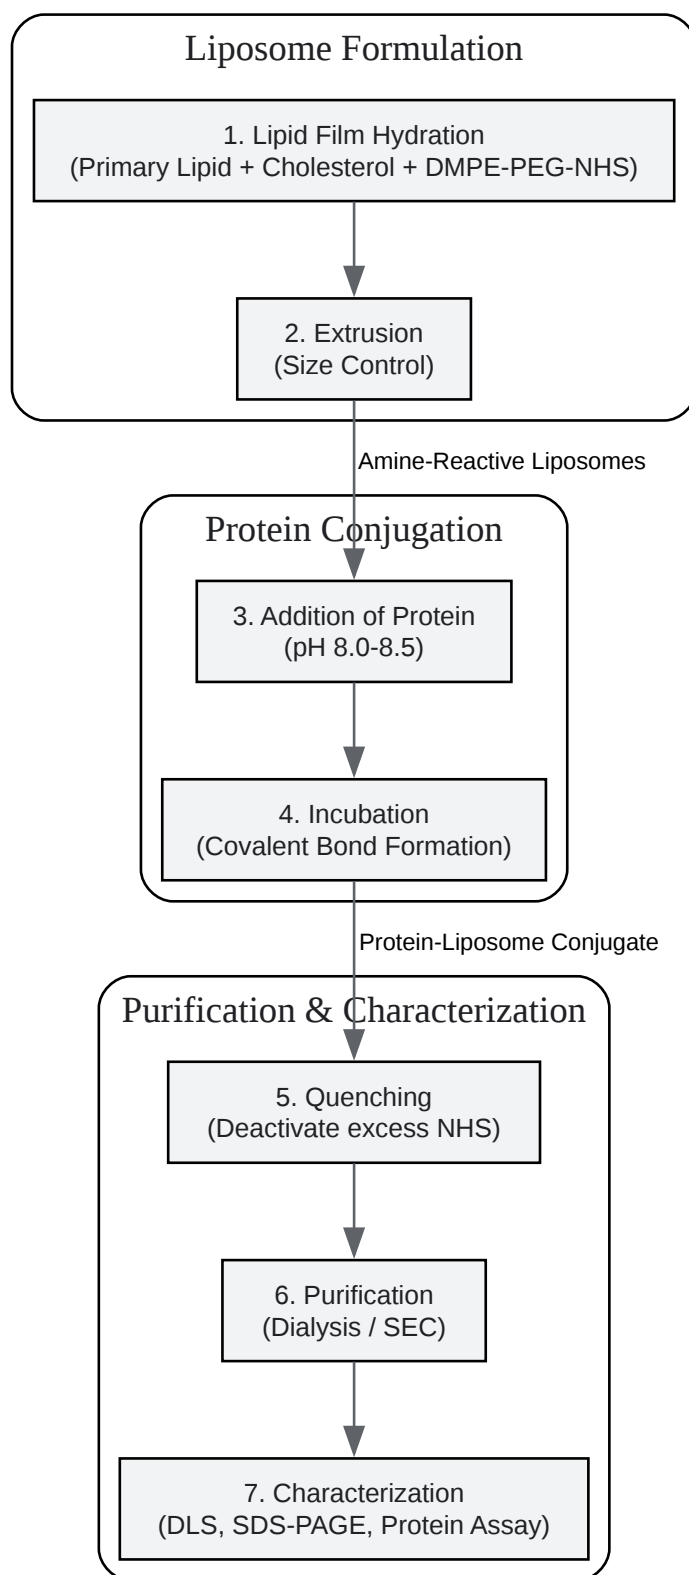 Liposome Formulation
1. Lipid Film Hydration
(Primary Lipid + Cholesterol + DMPE-PEG-NHS)
2. Extrusion
(Size Control)
Amine-Reactive Liposomes
Protein Conjugation
3. Addition of Protein
(pH 8.0-8.5)
4. Incubation
(Covalent Bond Formation)
Protein-Liposome Conjugate
Purification & Characterization
5. Quenching
(Deactivate excess NHS)
6. Purification
(Dialysis / SEC)
7. Characterization
(DLS, SDS-PAGE, Protein Assay)